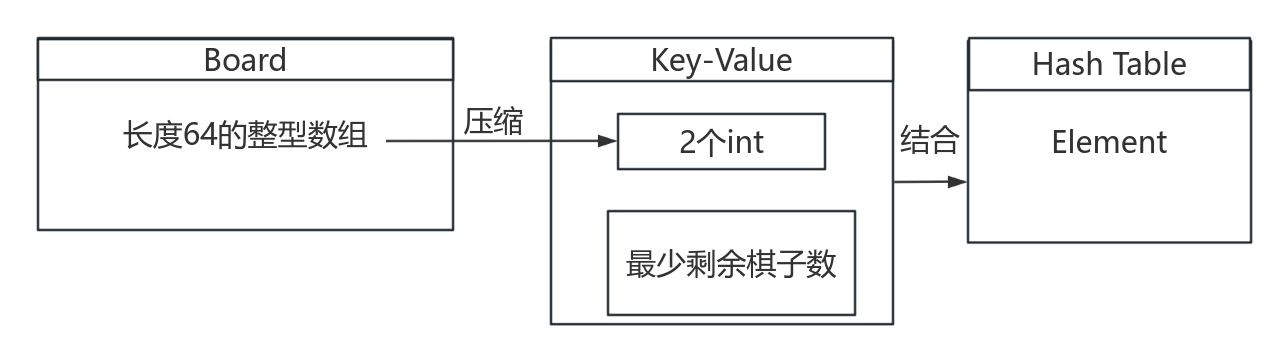 Board
长度64的整型数组
压缩
Key-Value
2个int
最少剩余棋子数
结合
Hash Table
Element